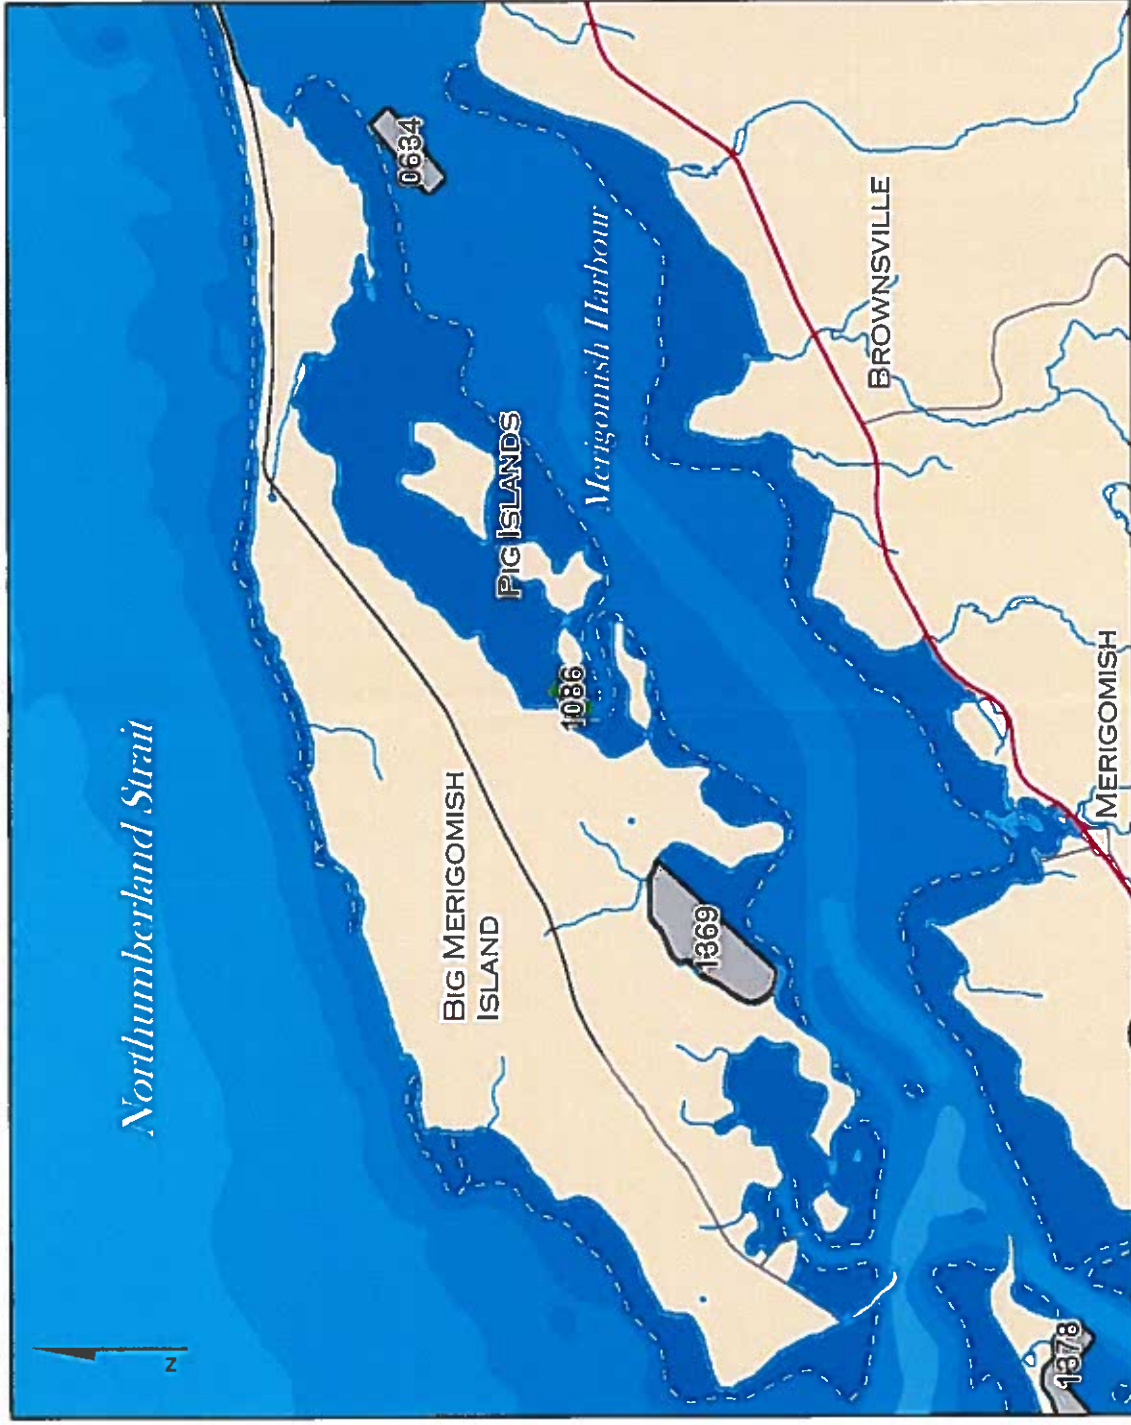 Northumberland Strait
N
BIG MERIGOMISH
ISLAND
PIG ISLANDS
Merigomish Harbour
BROWNSVILLE
MERIGOMISH
0634
1086
1369
1378